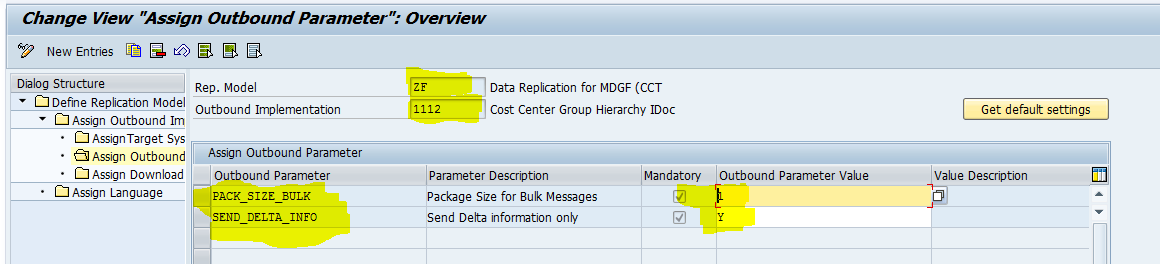 Change View "Assign Outbound Parameter": Overview
New Entries
Dialog Structure
Define Replication Model
Assign Outbound Im
AssignTarget Sys
Assign Outbound
Assign Download
Assign Language
Rep. Model ZF Data Replication for MDGF (CCT
Outbound Implementation 1112 Cost Center Group Hierarchy IDoc
Get default settings
Assign Outbound Parameter
Outbound Parameter Parameter Description Mandatory Outbound Parameter Value Value Description
PACK_SIZE_BULK Package Size for Bulk Messages 1
SEND_DELTA_INFO Send Delta information only Y